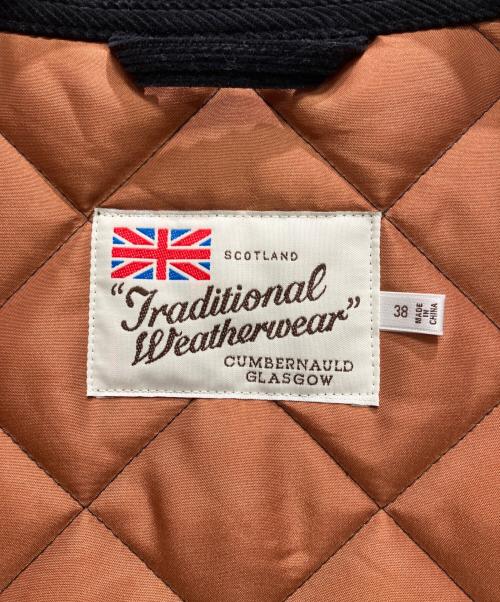 SCOTLAND
"Traditional
Weatherwear"
CUMBERNAULD
GLASGOW
38
MADE
IN
CHINA